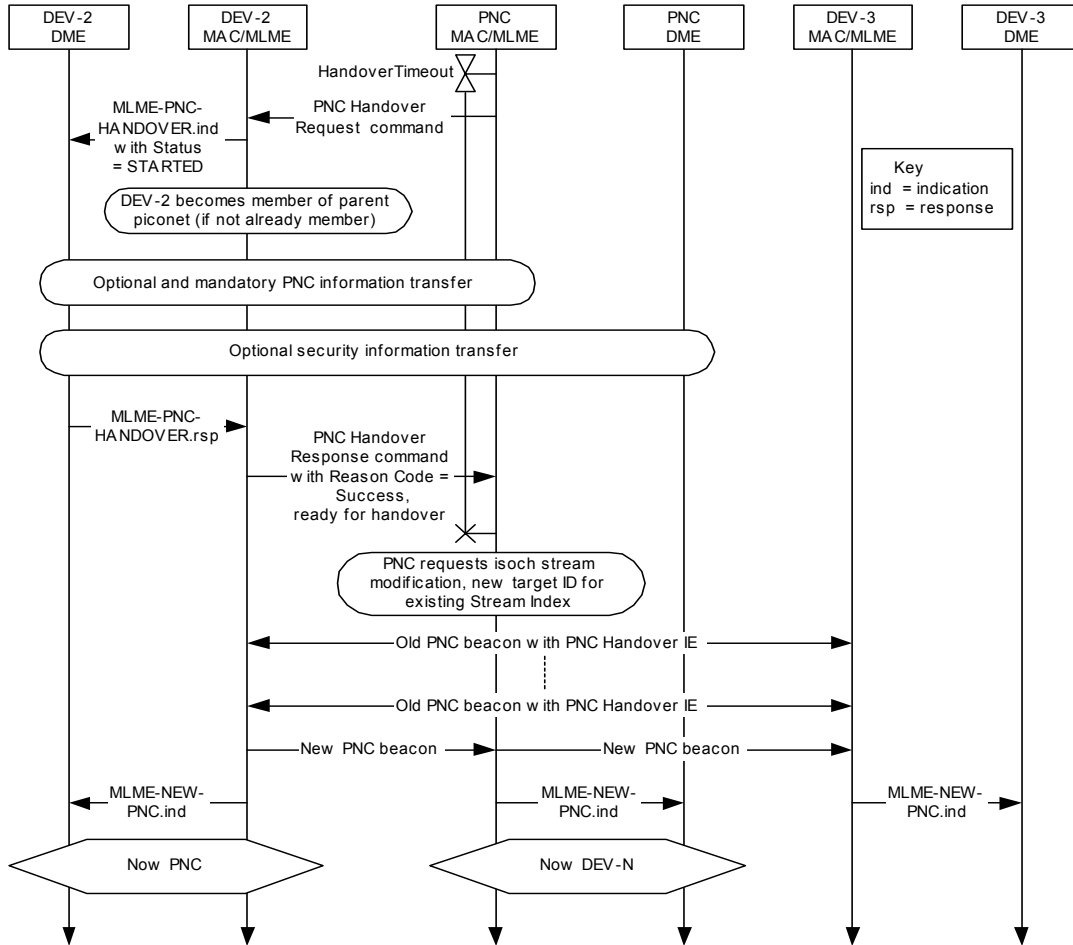 DEV-2
DME
DEV-2
MAC/MLME
PNC
MAC/MLME
PNC
DME
DEV-3
MAC/MLME
DEV-3
DME
HandoverTimeout
PNC Handover
Request command
MLME-PNC-
HANDOVER.ind
with Status
= STARTED
Key
ind = indication
rsp = response
DEV-2 becomes member of parent
piconet (if not already member)
Optional and mandatory PNC information transfer
Optional security information transfer
MLME-PNC-
HANDOVER.rsp
PNC Handover
Response command
with Reason Code =
Success,
ready for handover
PNC requests isoch stream
modification, new target ID for
existing Stream Index
Old PNC beacon with PNC Handover IE
Old PNC beacon with PNC Handover IE
New PNC beacon
New PNC beacon
MLME-NEW-
PNC.ind
MLME-NEW-
PNC.ind
MLME-NEW-
PNC.ind
Now PNC
Now DEV-N